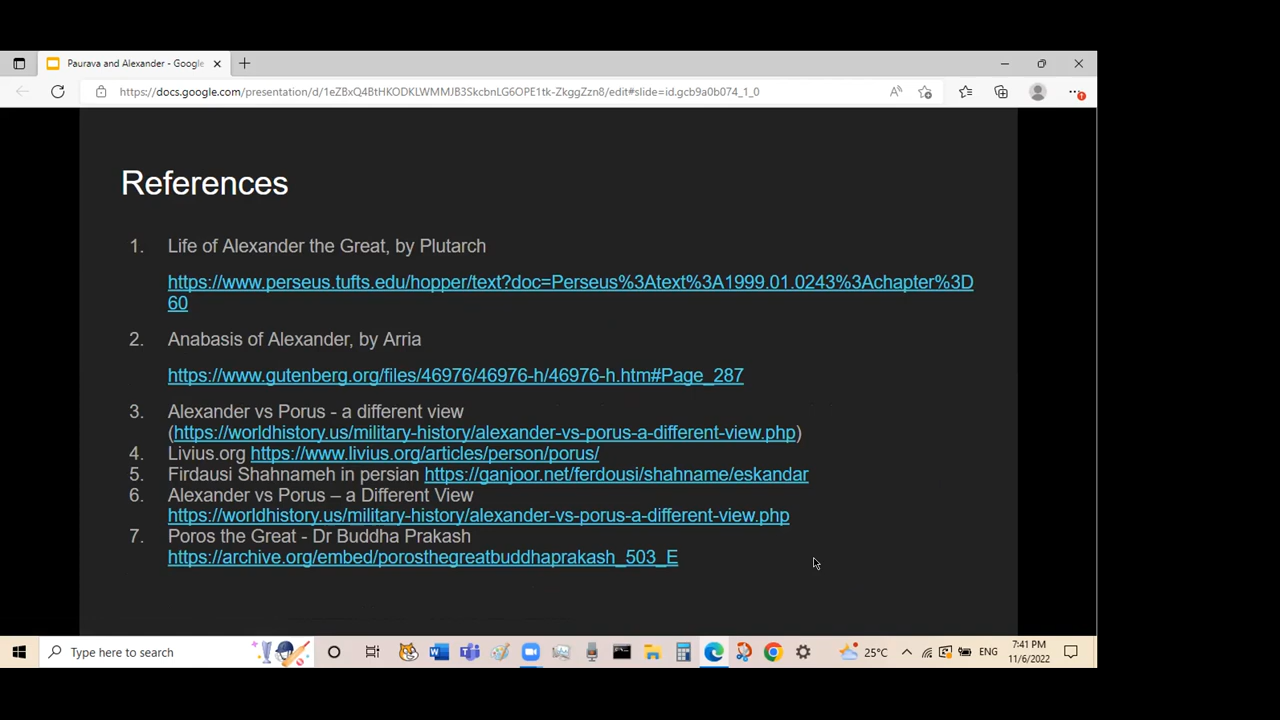 Paurava and Alexander - Google
https://docs.google.com/presentation/d/1eZBxQ4BtHKODKLWMMJB3SkcbnLG6OPE1tk-ZkggZzn8/edit#slide=id.gcb9a0b074_1_0
References
1. Life of Alexander the Great, by Plutarch
https://www.perseus.tufts.edu/hopper/text?doc=Perseus%3Atext%3A1999.01.0243%3Achapter%3D
60
2. Anabasis of Alexander, by Arria
https://www.gutenberg.org/files/46976/46976-h/46976-h.htm#Page_287
3. Alexander vs Porus - a different view
(https://worldhistory.us/military-history/alexander-vs-porus-a-different-view.php)
4. Livius.org https://www.livius.org/articles/person/porus/
5. Firdausi Shahnameh in persian https://ganjoor.net/ferdousi/shahname/eskandar
6. Alexander vs Porus – a Different View
https://worldhistory.us/military-history/alexander-vs-porus-a-different-view.php
7. Poros the Great - Dr Buddha Prakash
https://archive.org/embed/porosthegreatbuddhaprakash_503_E
Type here to search
25°C
ENG
7:41 PM
11/6/2022